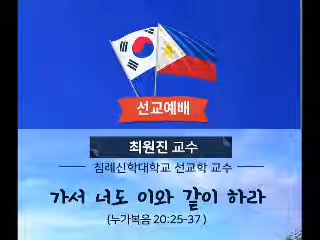 선교예배
최원진 교수
침례신학대학교 선교학 교수
가서 너도 이와 같이 하라
(누가복음 20:25-37 )